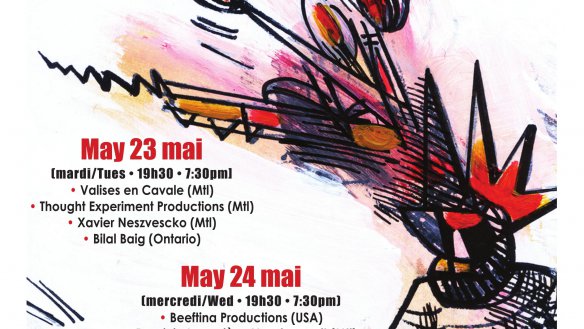 May 23 mai
(mardi/Tues • 19h30 • 7:30pm]
• Valises en Cavale (Mtl)
• Thought Experiment Productions (Mtl)
• Xavier Neszvescko (Mtl)
• Bilal Baig (Ontario)
May 24 mai
(mercredi/Wed • 19h30 • 7:30pm)
• Beeftina Productions (USA)